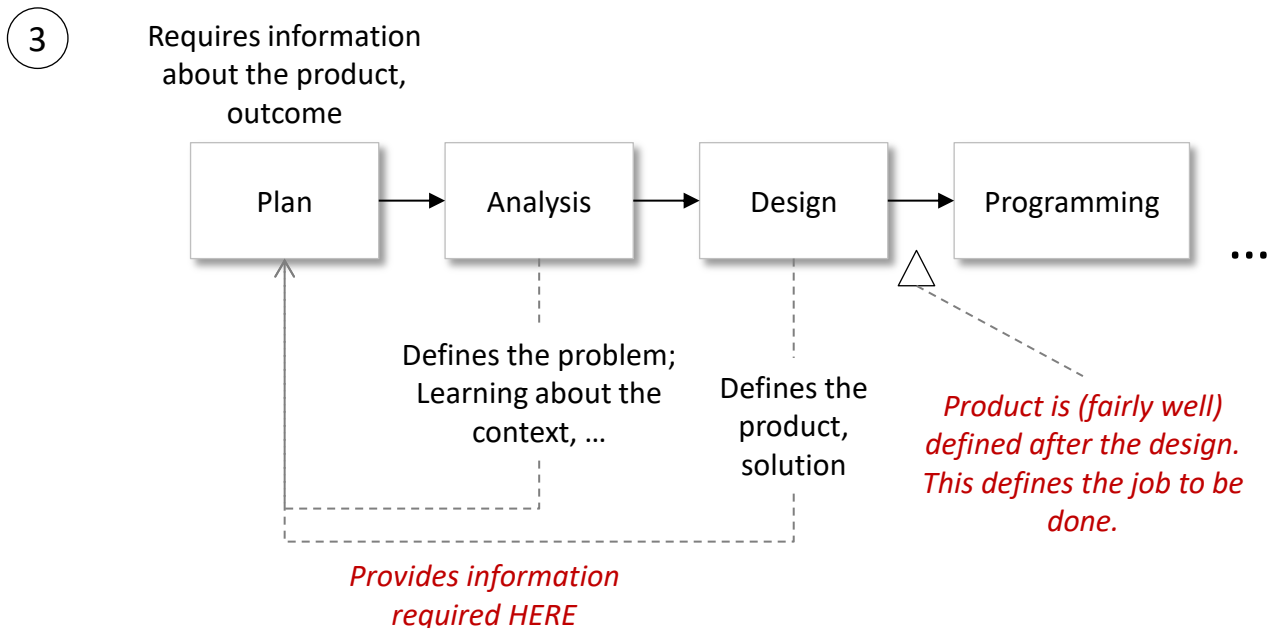 3
Requires information
about the product,
outcome
Plan
Analysis
Design
Programming
...
Defines the problem;
Learning about the
context, ...
Defines the
product,
solution
Product is (fairly well)
defined after the design.
This defines the job to be
done.
Provides information
required HERE